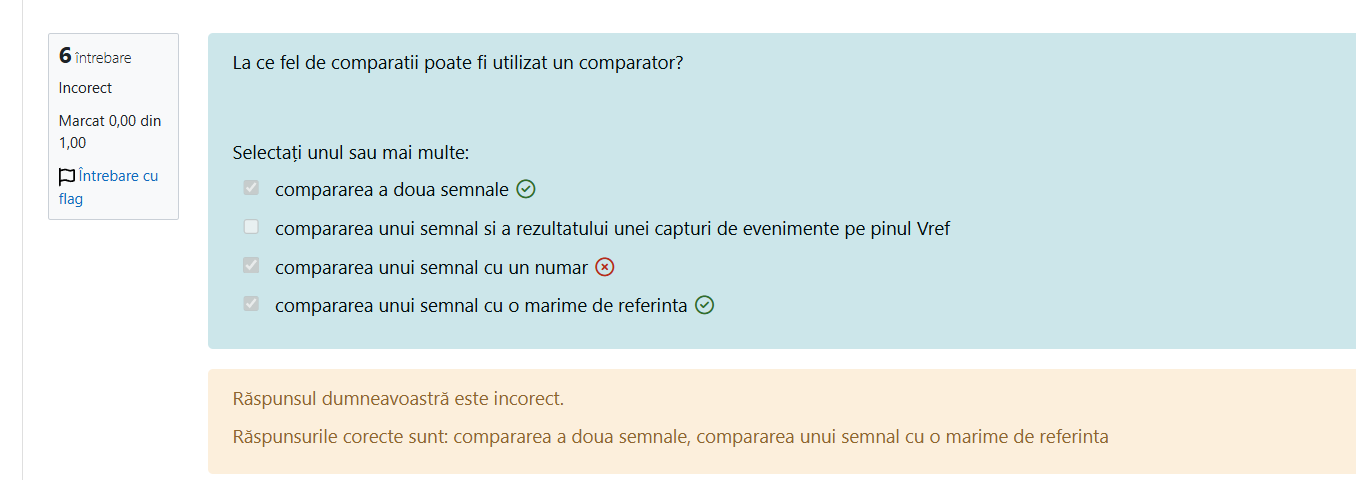 6 întrebare
Incorect
Marcat 0,00 din
1,00
Întrebare cu
flag
La ce fel de comparatii poate fi utilizat un comparator?
Selectați unul sau mai multe:
compararea a doua semnale
compararea unui semnal si a rezultatului unei capturi de evenimente pe pinul Vref
compararea unui semnal cu un numar
compararea unui semnal cu o marime de referinta
Răspunsul dumneavoastră este incorect.
Răspunsurile corecte sunt: compararea a doua semnale, compararea unui semnal cu o marime de referinta